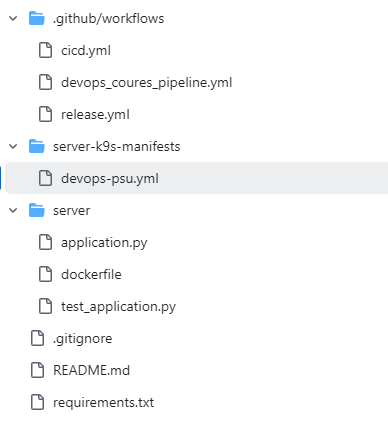 .github/workflows
cicd.yml
devops_coures_pipeline.yml
release.yml
server-k9s-manifests
devops-psu.yml
server
application.py
dockerfile
test_application.py
.gitignore
README.md
requirements.txt